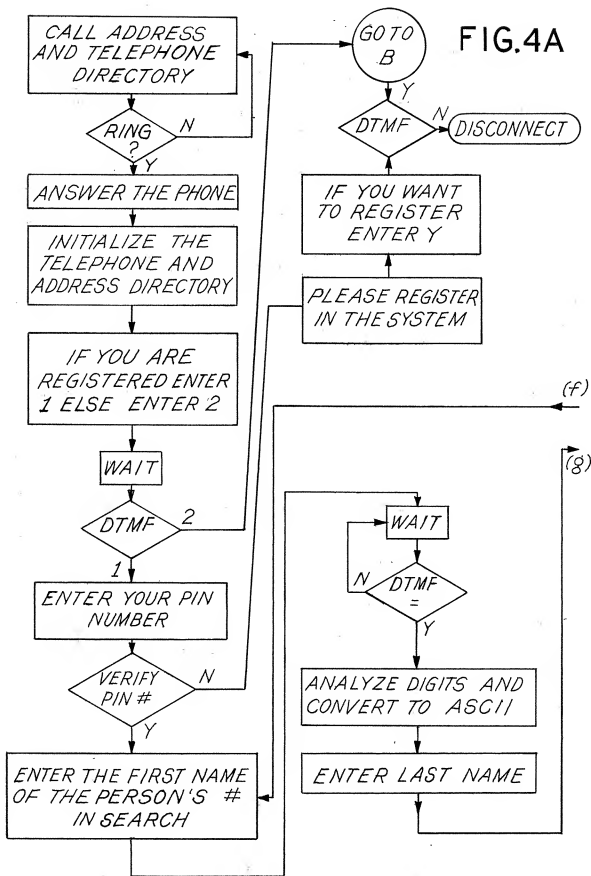 FIG.4A
CALL ADDRESS
AND TELEPHONE
DIRECTORY
RING
?
N
Y
ANSWER THE PHONE
INITIALIZE THE
TELEPHONE AND
ADDRESS DIRECTORY
IF YOU ARE
REGISTERED ENTER
1 ELSE ENTER 2
WAIT
DTMF
2
1
ENTER YOUR PIN
NUMBER
VERIFY
PIN #
N
Y
ENTER THE FIRST NAME
OF THE PERSON'S #
IN SEARCH
GO TO
B
Y
DTMF
N
DISCONNECT
IF YOU WANT
TO REGISTER
ENTER Y
PLEASE REGISTER
IN THE SYSTEM
(f)
(g)
WAIT
N
DTMF
=
Y
ANALYZE DIGITS AND
CONVERT TO ASCII
ENTER LAST NAME